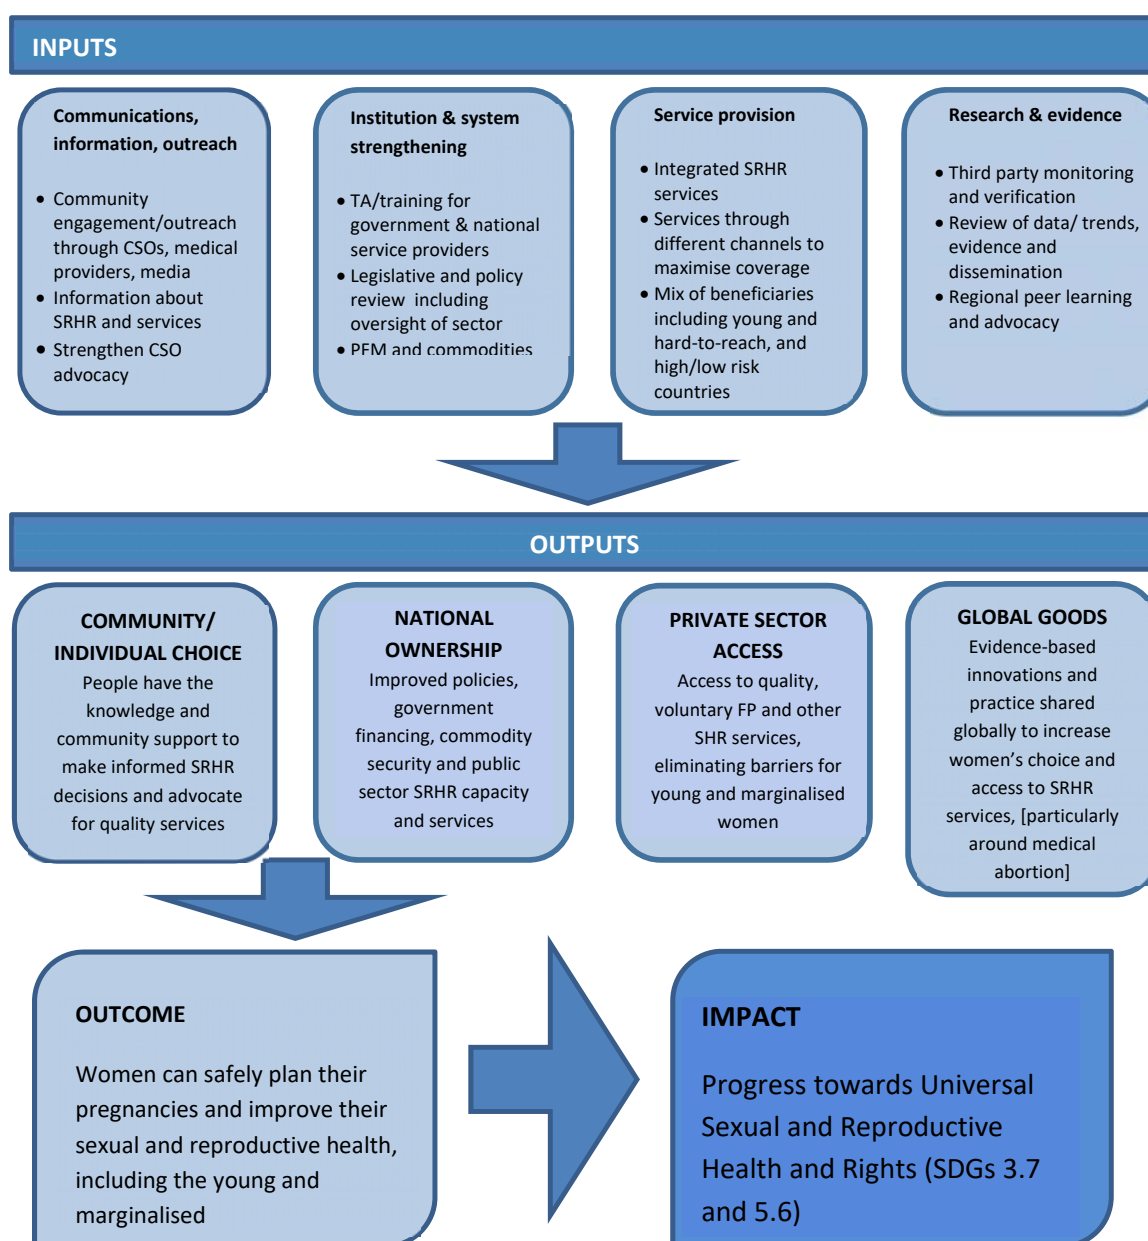 INPUTS
Communications,
information, outreach
• Community
engagement/outreach
through CSOs, medical
providers, media
• Information about
SRHR and services
• Strengthen CSO
advocacy
Institution & system
strengthening
• TA/training for
government & national
service providers
• Legislative and policy
review including
oversight of sector
• PFM and commodities
Service provision
• Integrated SRHR
services
• Services through
different channels to
maximise coverage
• Mix of beneficiaries
including young and
hard-to-reach, and
high/low risk
countries
Research & evidence
• Third party monitoring
and verification
• Review of data/ trends,
evidence and
dissemination
• Regional peer learning
and advocacy
OUTPUTS
COMMUNITY/
INDIVIDUAL CHOICE
People have the
knowledge and
community support to
make informed SRHR
decisions and advocate
for quality services
NATIONAL
OWNERSHIP
Improved policies,
government
financing, commodity
security and public
sector SRHR capacity
and services
PRIVATE SECTOR
ACCESS
Access to quality,
voluntary FP and other
SHR services,
eliminating barriers for
young and marginalised
women
GLOBAL GOODS
Evidence-based
innovations and
practice shared
globally to increase
women’s choice and
access to SRHR
services, [particularly
around medical
abortion]
OUTCOME
Women can safely plan their
pregnancies and improve their
sexual and reproductive health,
including the young and
marginalised
IMPACT
Progress towards Universal
Sexual and Reproductive
Health and Rights (SDGs 3.7
and 5.6)